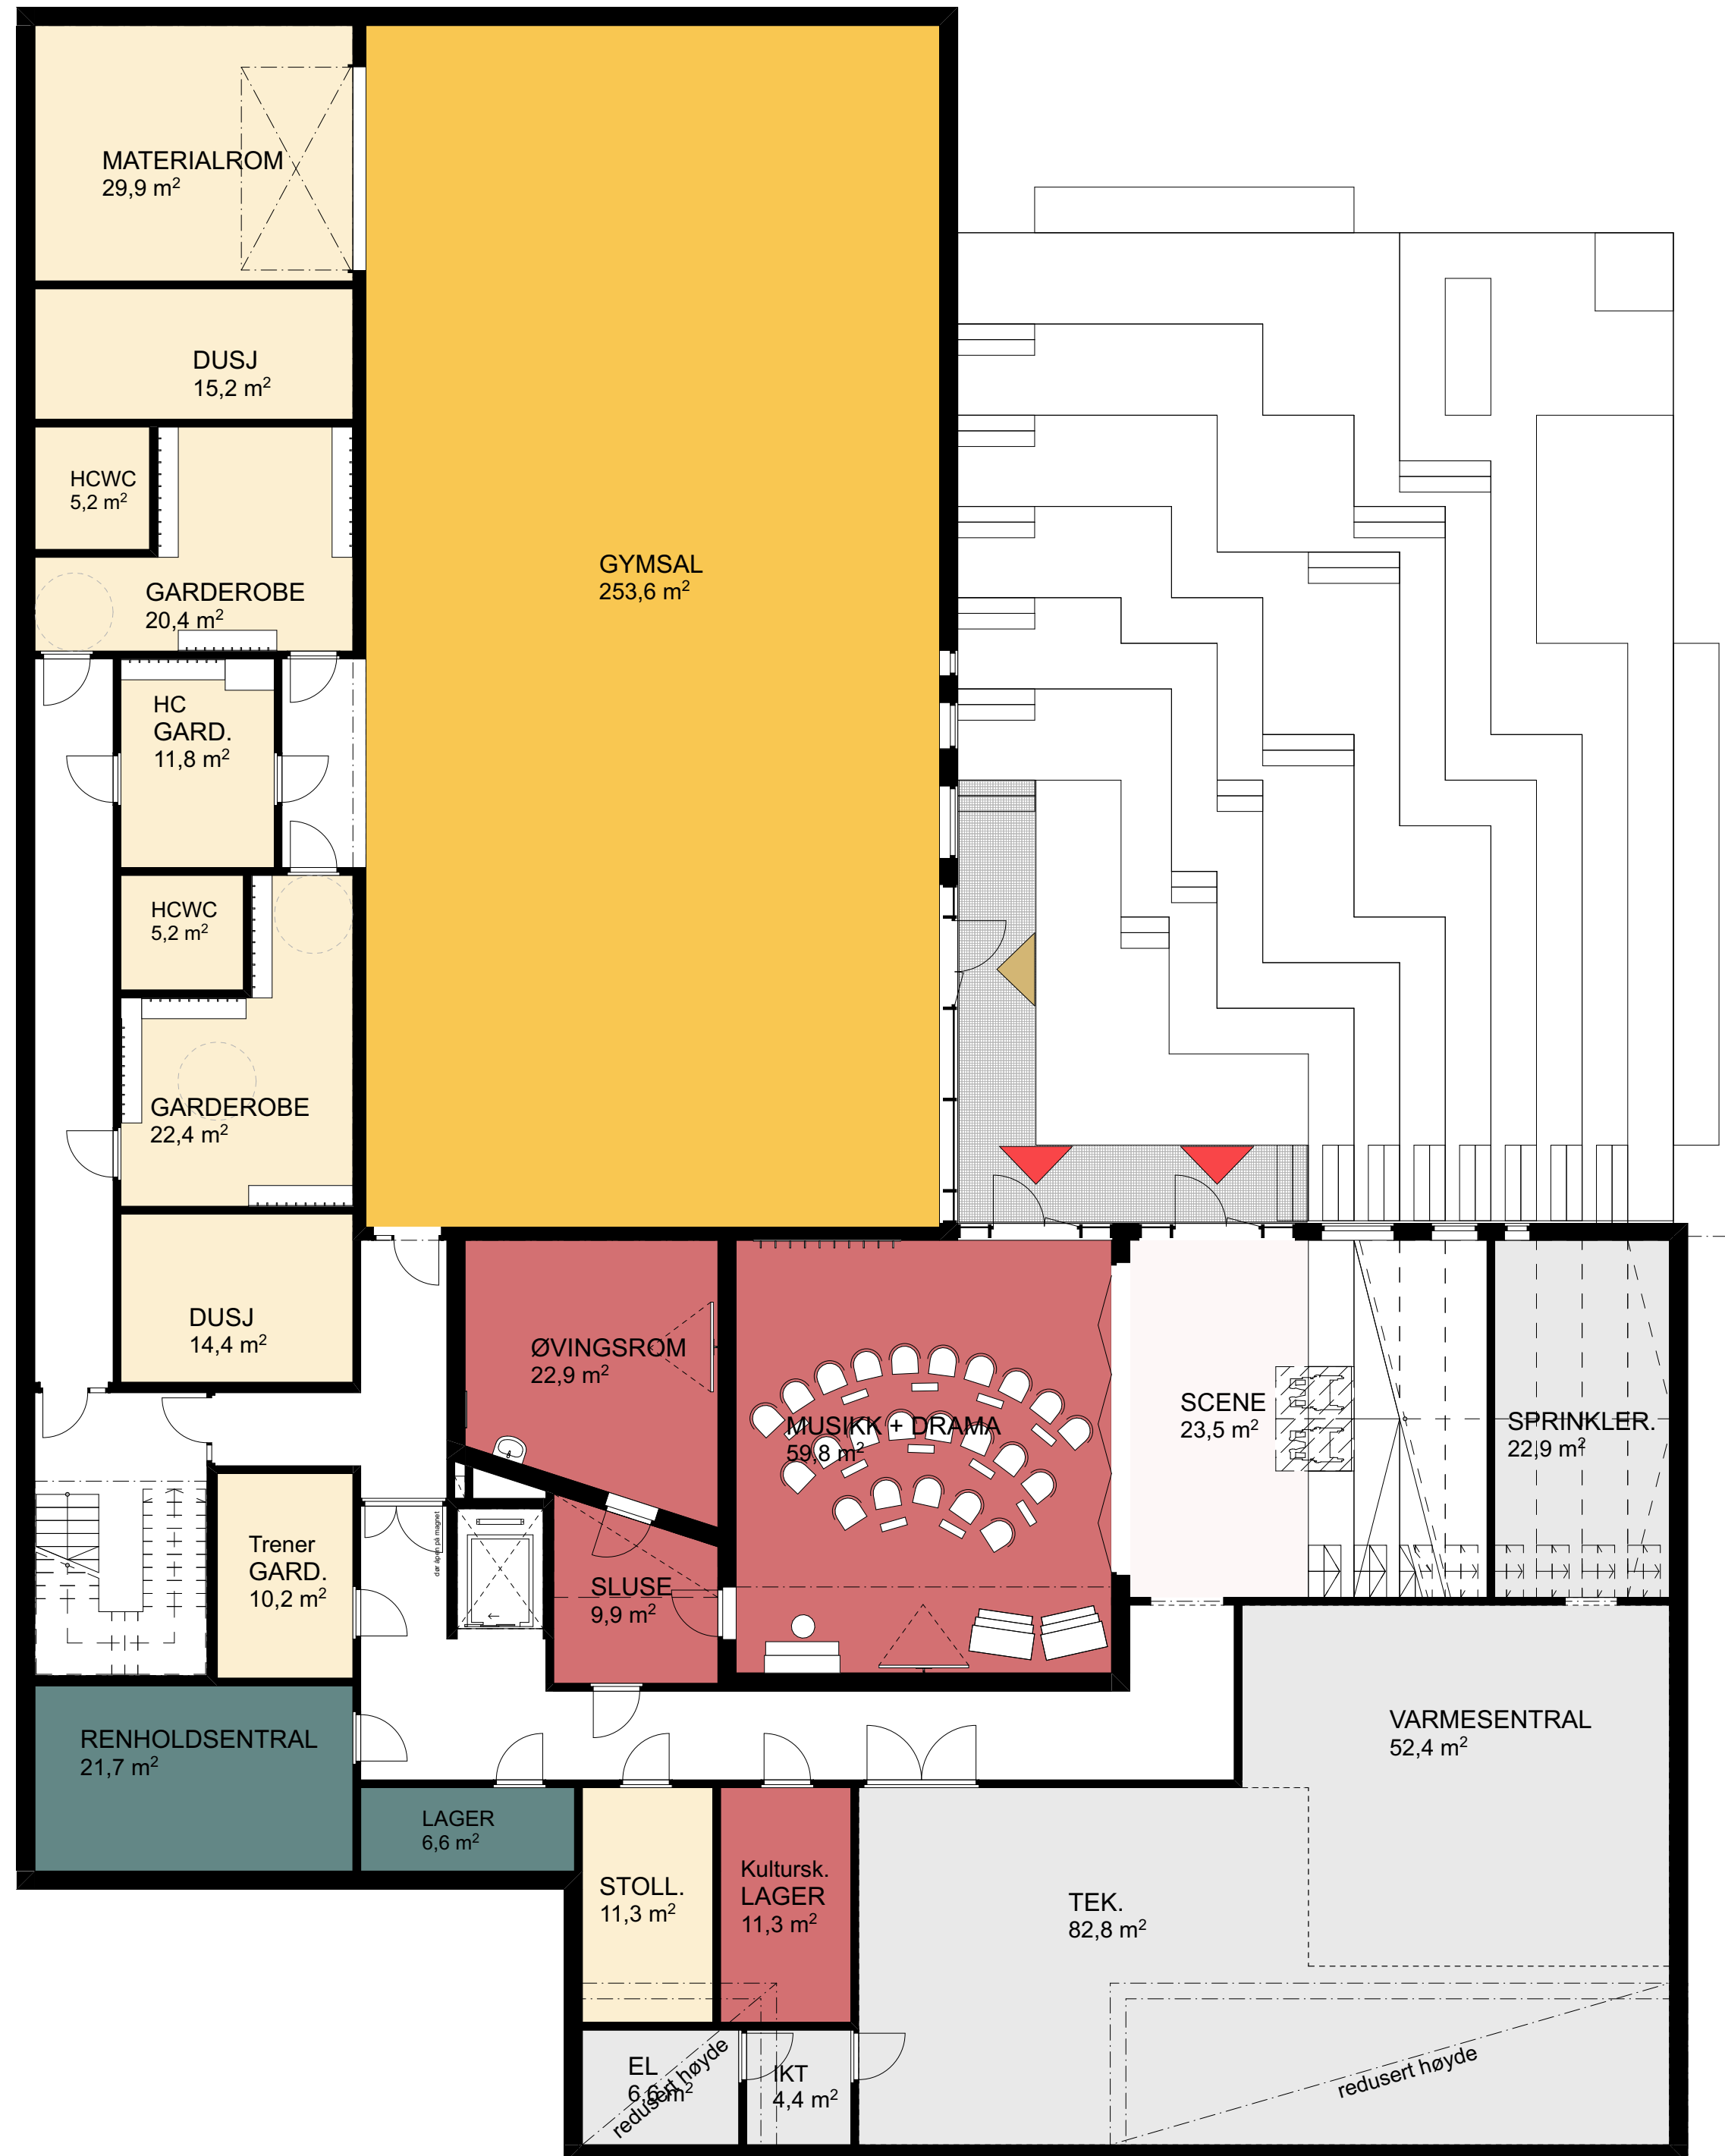 MATERIALROM
29,9 m²
DUSJ
15,2 m²
HCWC
5,2 m²
GARDEROBE
20,4 m²
GYMSAL
253,6 m²
HC
GARD.
11,8 m²
HCWC
5,2 m²
GARDEROBE
22,4 m²
DUSJ
14,4 m²
ØVINGSROM
22,9 m²
MUSIKK + DRAMA
59,8 m²
SCENE
23,5 m²
SPRINKLER.
22,9 m²
Trener
GARD.
10,2 m²
dør åpen på magnet
SLUSE
9,9 m²
RENHOLDSENTRAL
21,7 m²
VARMESENTRAL
52,4 m²
LAGER
6,6 m²
STOLL.
11,3 m²
Kultursk.
LAGER
11,3 m²
TEK.
82,8 m²
EL
6,6 m²
redusert høyde
IKT
4,4 m²
redusert høyde